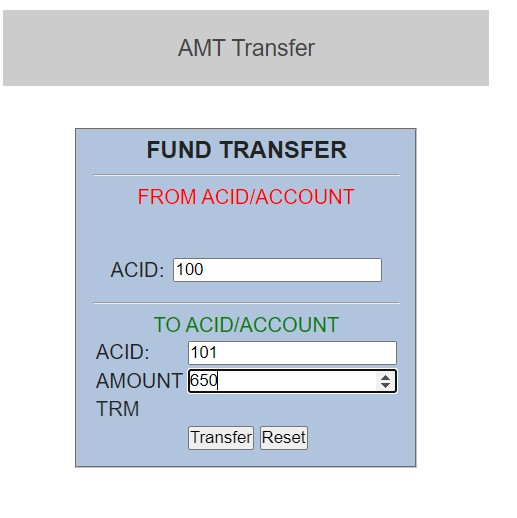 AMT Transfer
FUND TRANSFER
FROM ACID/ACCOUNT
ACID: 100
TO ACID/ACCOUNT
ACID: 101
AMOUNT 650
TRM
Transfer Reset